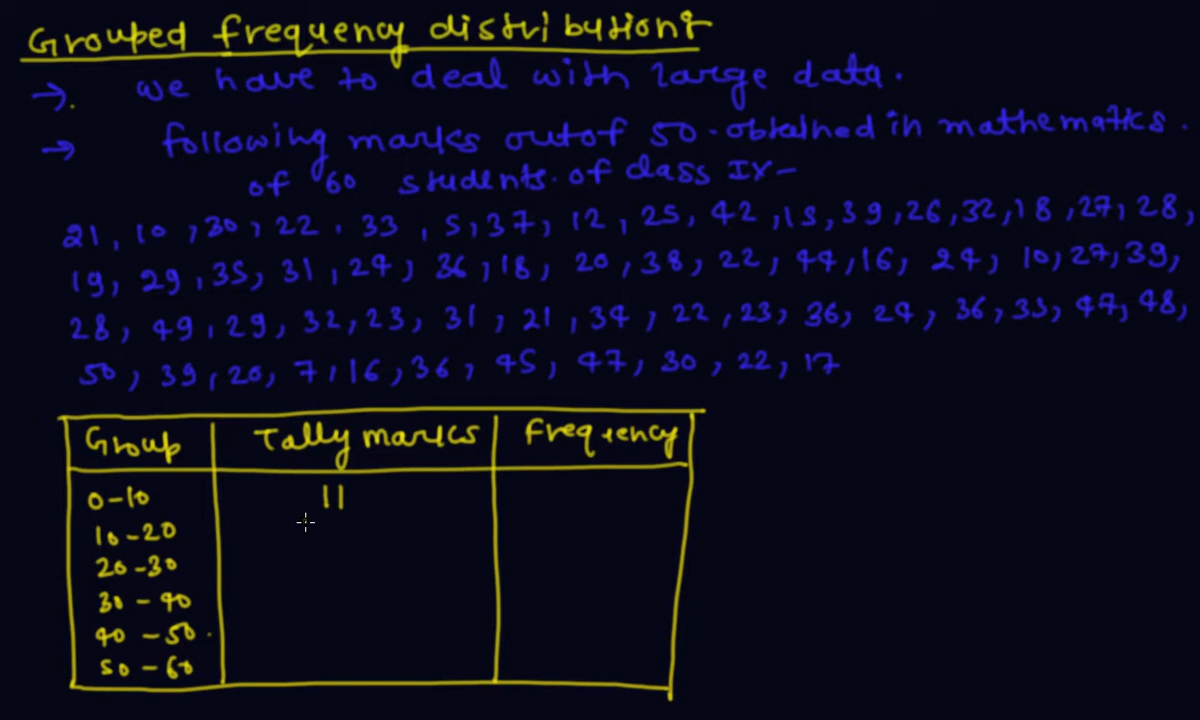 Grouped frequency distribution:
→. we have to deal with large data.
→ following marks out of 50 obtained in mathematics.
of 60 students of class IX -
21, 10, 30, 22, 33, 5, 37, 12, 25, 42, 15, 39, 26, 32, 18, 27, 28,
19, 29, 35, 31, 24, 36, 18, 20, 38, 22, 44, 16, 24, 10, 27, 39,
28, 49, 29, 32, 23, 31, 21, 34, 22, 23, 36, 24, 36, 33, 47, 48,
50, 39, 20, 7, 16, 36, 45, 47, 30, 22, 17
Group Tally marks Frequency
0-10 ||
10-20
20-30
30-40
40-50.
50-60